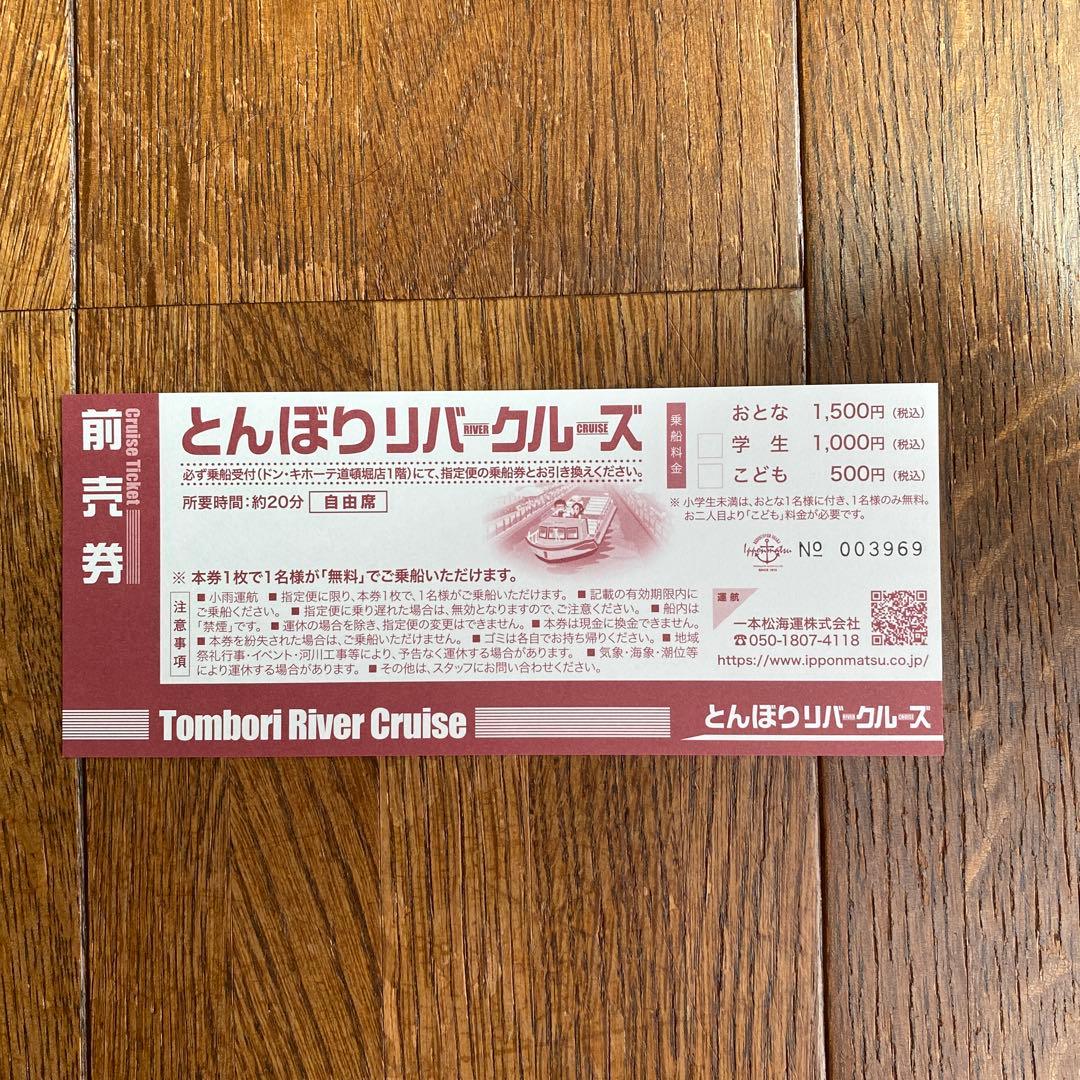 前売券
Cruise Ticket
とんぼりリバークルーズ
RIVER
CRUISE
必ず乗船受付(ドン・キホーテ道頓堀店1階)にて、指定便の乗船券とお引き換えください。
所要時間:約20分 自由席
※ 本券1枚で1名様が「無料」でご乗船いただけます。
乗船料金
おとな 1,500円(税込)
学生 1,000円(税込)
こども 500円(税込)
※ 小学生未満は、おとな1名様に付き、1名様のみ無料。
お二人目より「こども」料金が必要です。
Ipponmatsu
Nº 003969
注意事項
■ 小雨運航 ■ 指定便に限り、本券1枚で、1名様がご乗船いただけます。 ■ 記載の有効期限内に
ご乗船ください。 ■ 指定便に乗り遅れた場合は、無効となりますので、ご注意ください。 ■ 船内は
「禁煙」です。 ■ 運休の場合を除き、指定便の変更はできません。 ■ 本券は現金に換金できません。
■ 本券を紛失された場合は、ご乗船いただけません。 ■ ゴミは各自でお持ち帰りください。 ■ 地域
祭礼行事・イベント・河川工事等により、予告なく運休する場合があります。 ■ 気象・海象・潮位等
により運休する場合があります。 ■ その他は、スタッフにお問い合わせください。
運航
一本松海運株式会社
☎050-1807-4118
https://www.ipponmatsu.co.jp/
Tombori River Cruise
とんぼりリバークルーズ